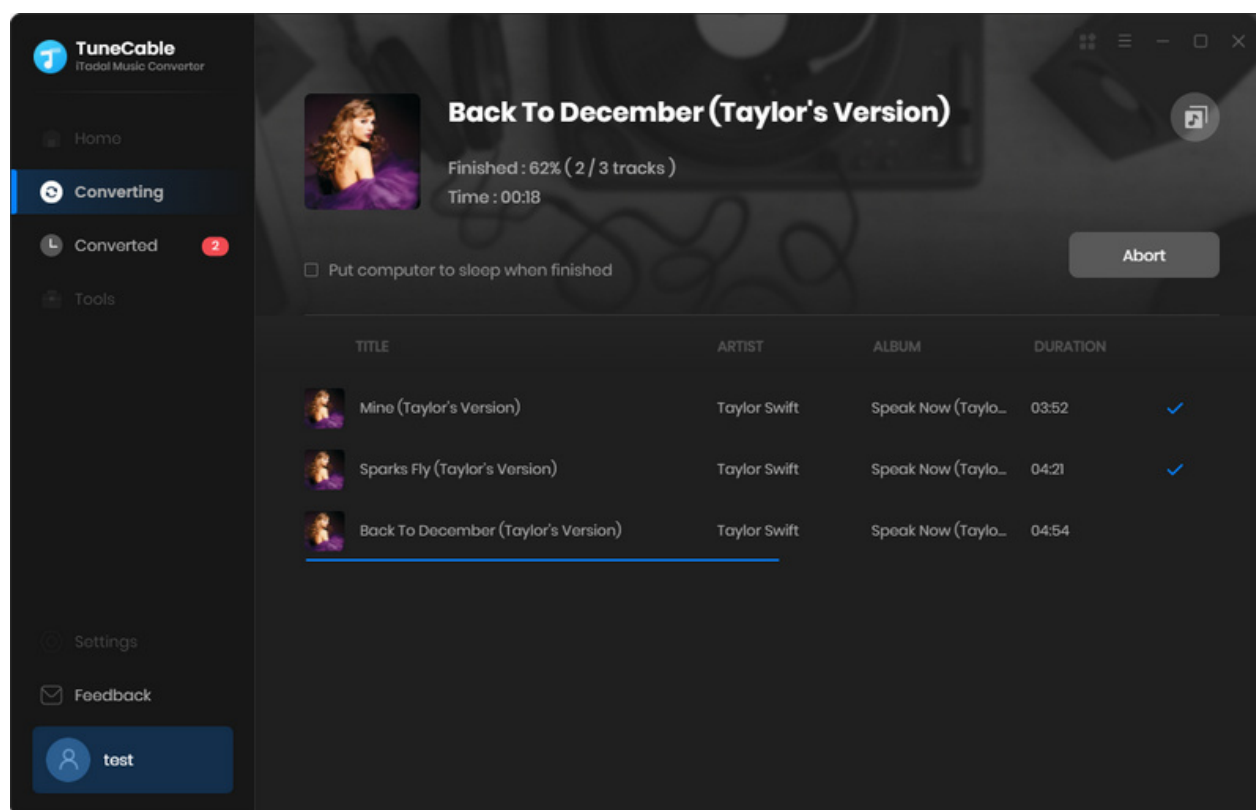 TuneCable
iTadal Music Converter
Home
Converting
Converted 2
Tools
Settings
Feedback
test
Back To December (Taylor's Version)
Finished : 62% ( 2 / 3 tracks )
Time : 00:18
Put computer to sleep when finished
Abort
TITLE ARTIST ALBUM DURATION
Mine (Taylor's Version) Taylor Swift Speak Now (Taylo... 03:52
Sparks Fly (Taylor's Version) Taylor Swift Speak Now (Taylo... 04:21
Back To December (Taylor's Version) Taylor Swift Speak Now (Taylo... 04:54